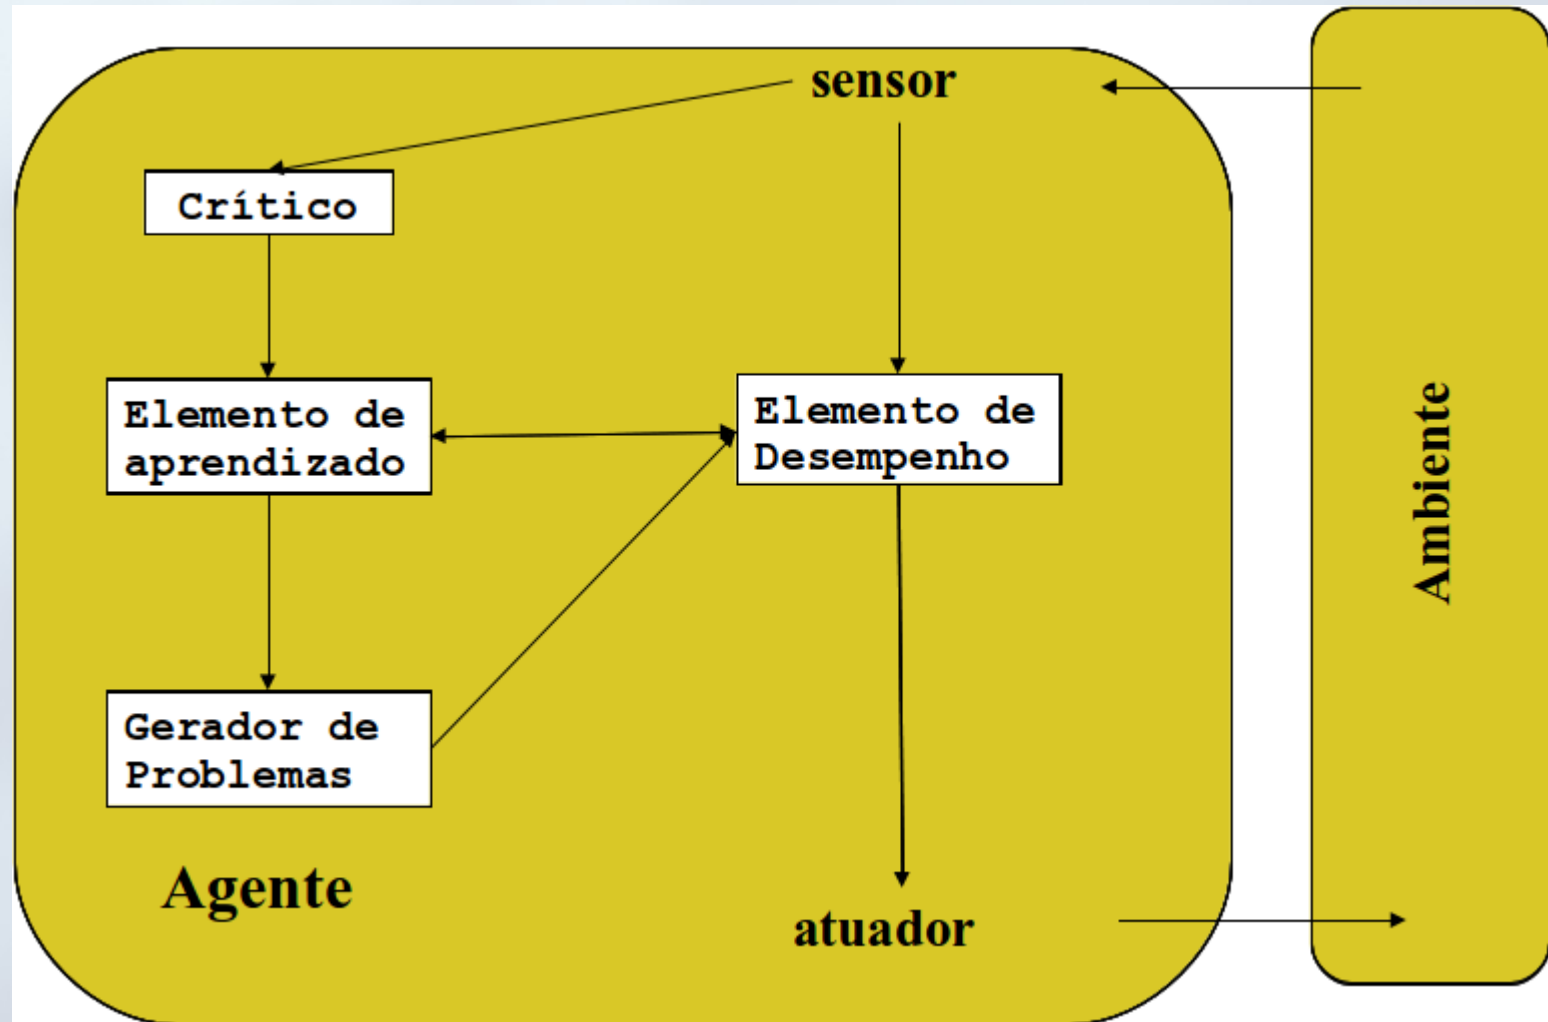 sensor
Crítico
Elemento de
aprendizado
Elemento de
Desempenho
Gerador de
Problemas
Agente
atuador
Ambiente